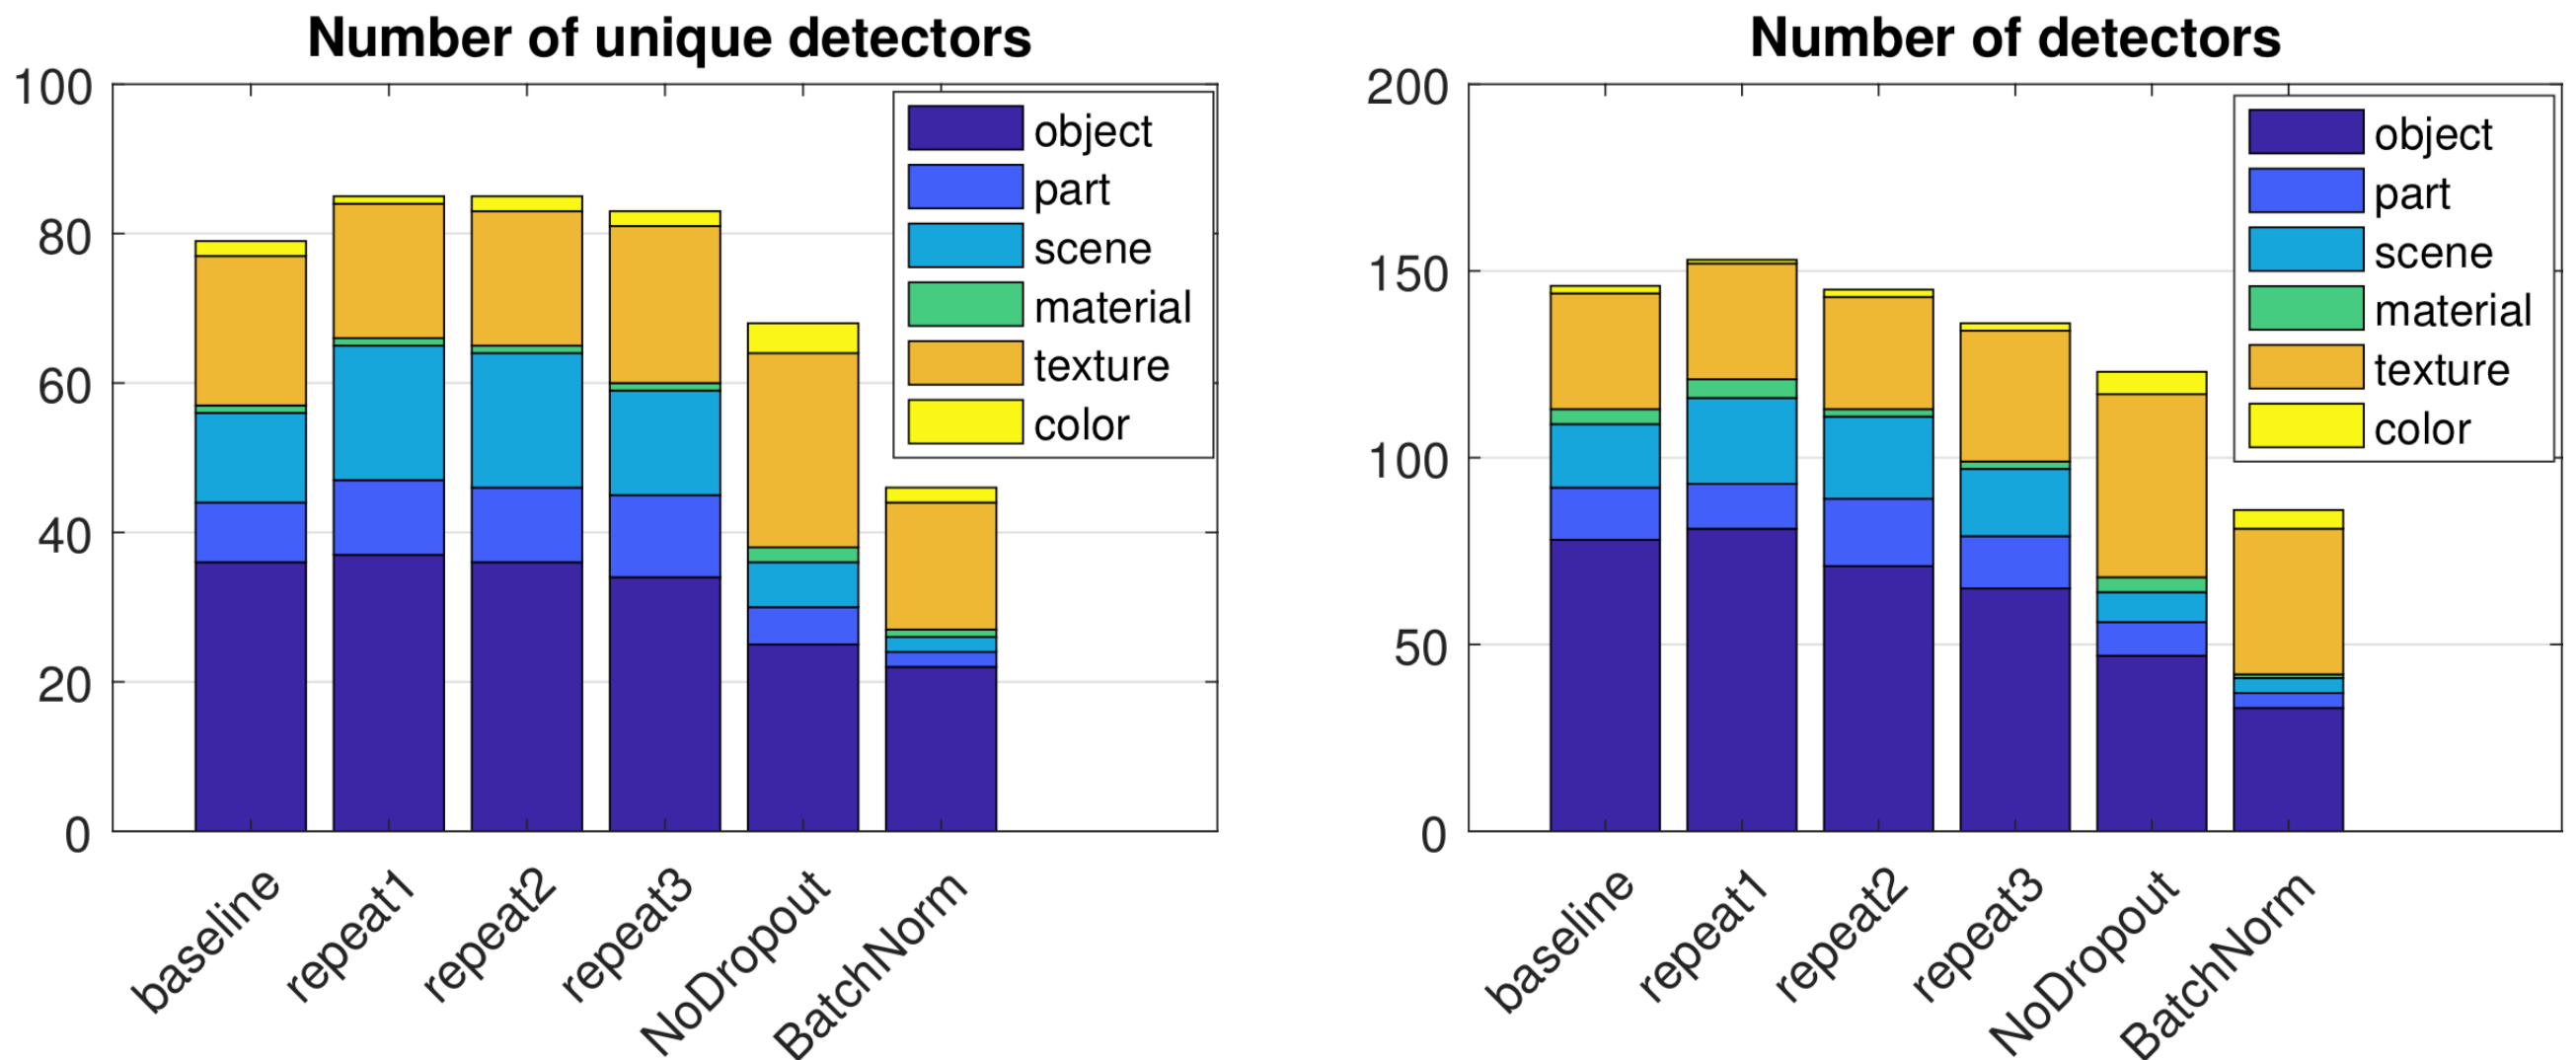 Number of unique detectors
100
80
60
40
20
0
object
part
scene
material
texture
color
baseline
repeat1
repeat2
repeat3
NoDropout
BatchNorm
Number of detectors
200
150
100
50
0
object
part
scene
material
texture
color
baseline
repeat1
repeat2
repeat3
NoDropout
BatchNorm